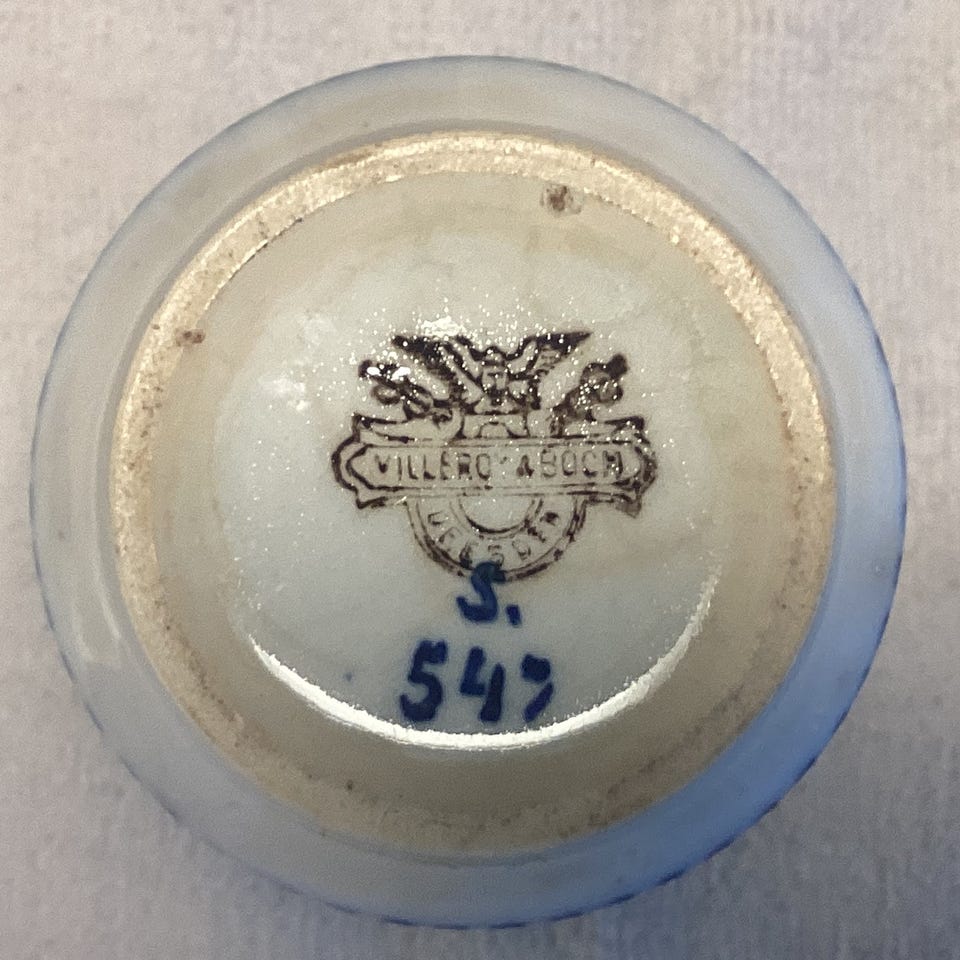 VILLEROY & BOCH
DRESDEN
S.
547